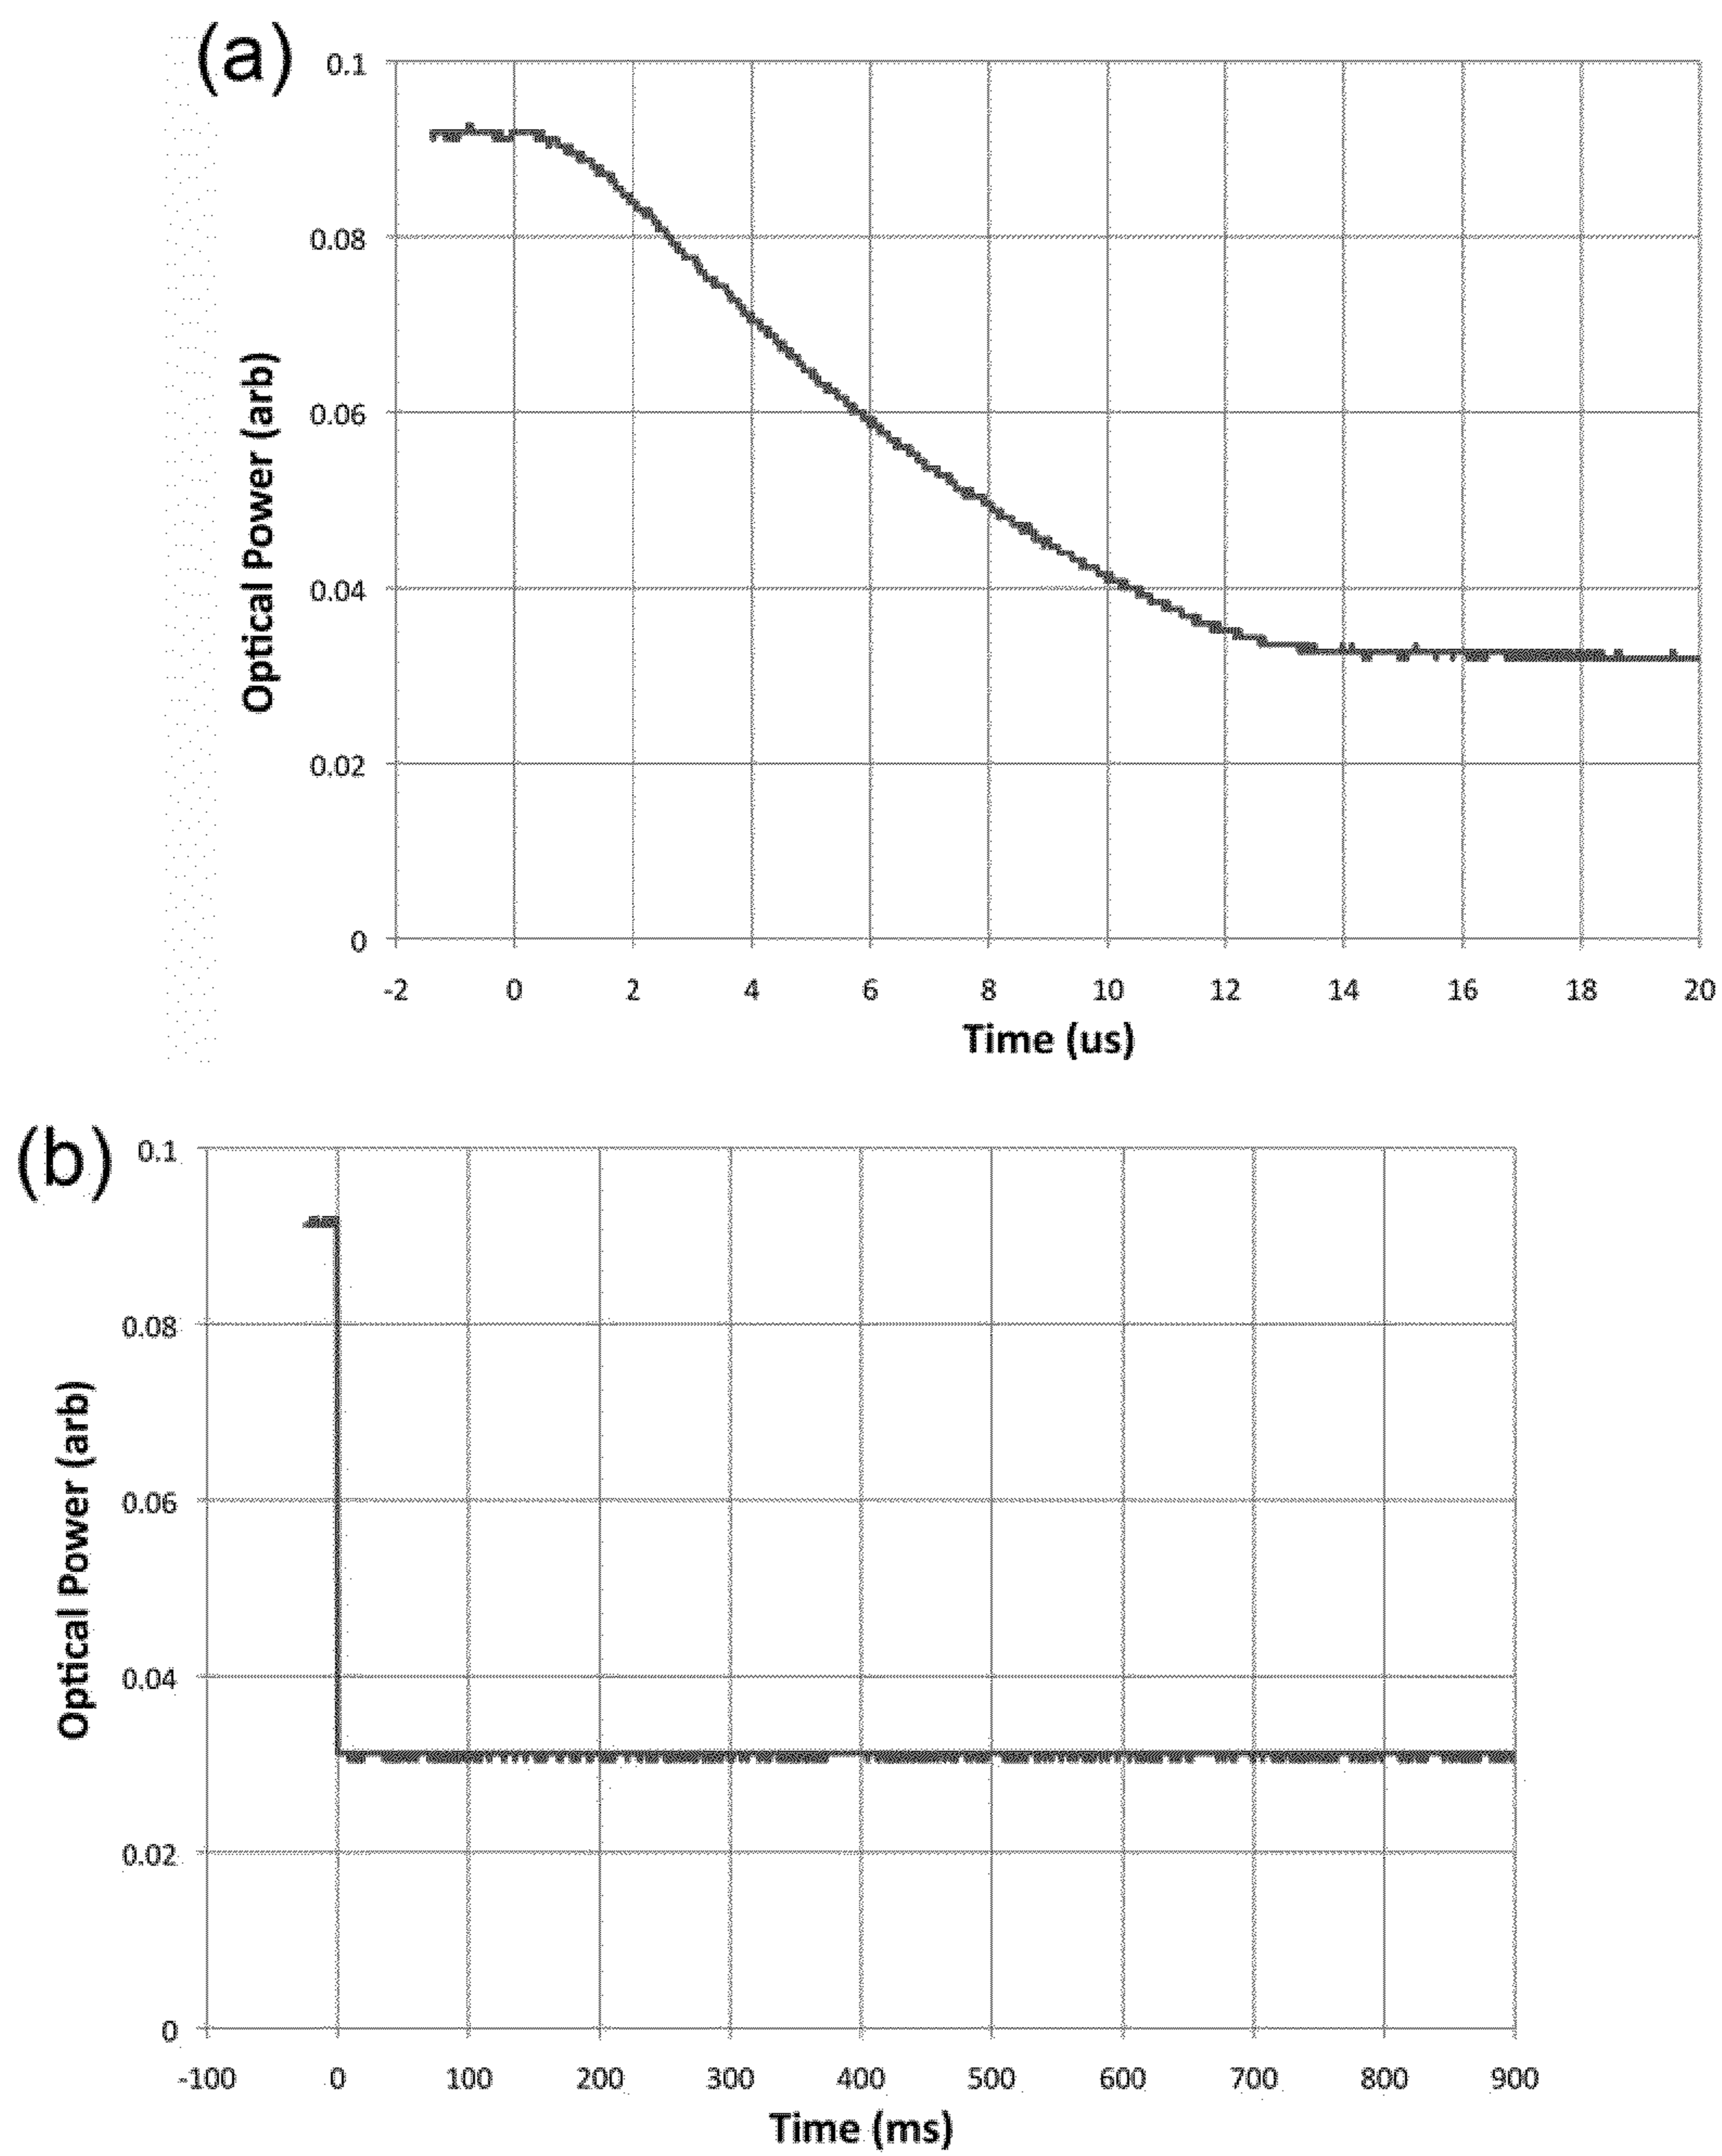 (a)
0.1
0.08
0.06
0.04
0.02
0
Optical Power (arb)
-2 0 2 4 6 8 10 12 14 16 18 20
Time (us)
(b)
0.1
0.08
0.06
0.04
0.02
0
Optical Power (arb)
-100 0 100 200 300 400 500 600 700 800 900
Time (ms)